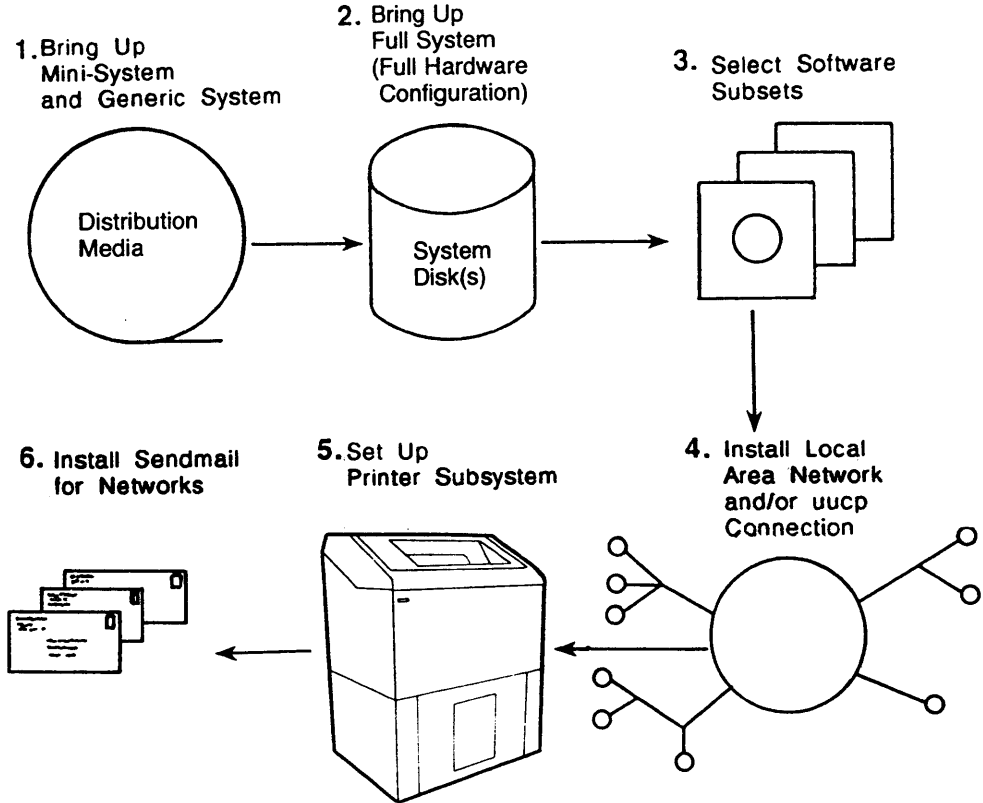 1. Bring Up
Mini-System
and Generic System
Distribution
Media
2. Bring Up
Full System
(Full Hardware
Configuration)
System
Disk(s)
3. Select Software
Subsets
4. Install Local
Area Network
and/or uucp
Connection
5. Set Up
Printer Subsystem
6. Install Sendmail
for Networks